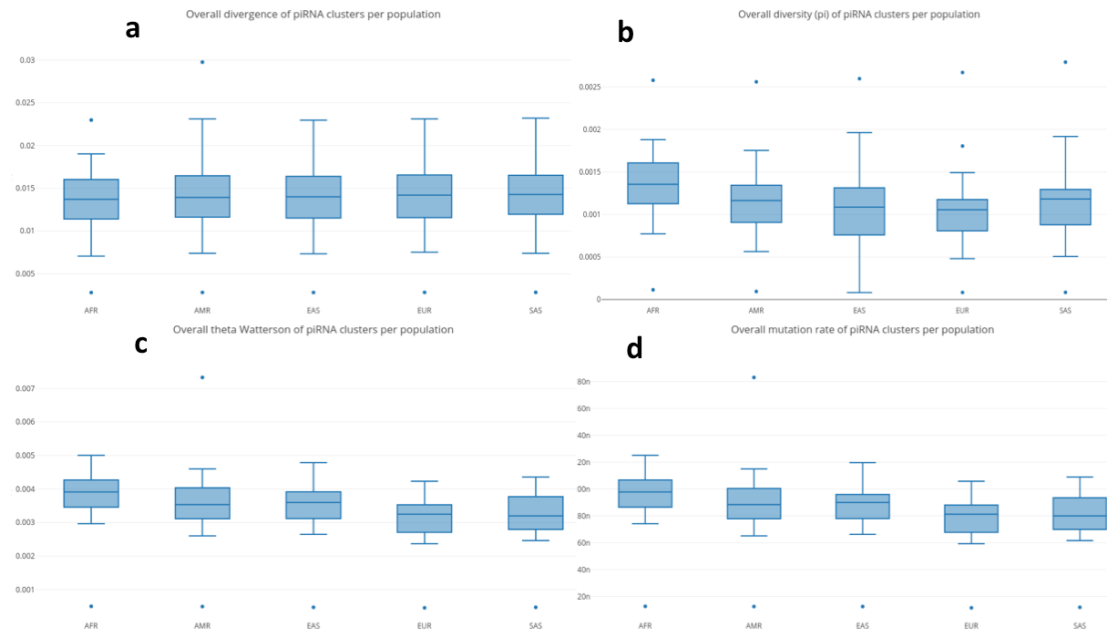 Overall divergence of piRNA clusters per population
a
0.03
0.025
0.02
0.015
0.01
0.005
AFR AMR EAS EUR SAS
Overall diversity (pi) of piRNA clusters per population
b
0.0025
0.002
0.0015
0.001
0.0005
0
AFR AMR EAS EUR SAS
Overall theta Watterson of piRNA clusters per population
c
0.007
0.006
0.005
0.004
0.003
0.002
0.001
AFR AMR EAS EUR SAS
Overall mutation rate of piRNA clusters per population
d
80n
60n
40n
20n
00n
80n
60n
40n
20n
AFR AMR EAS EUR SAS